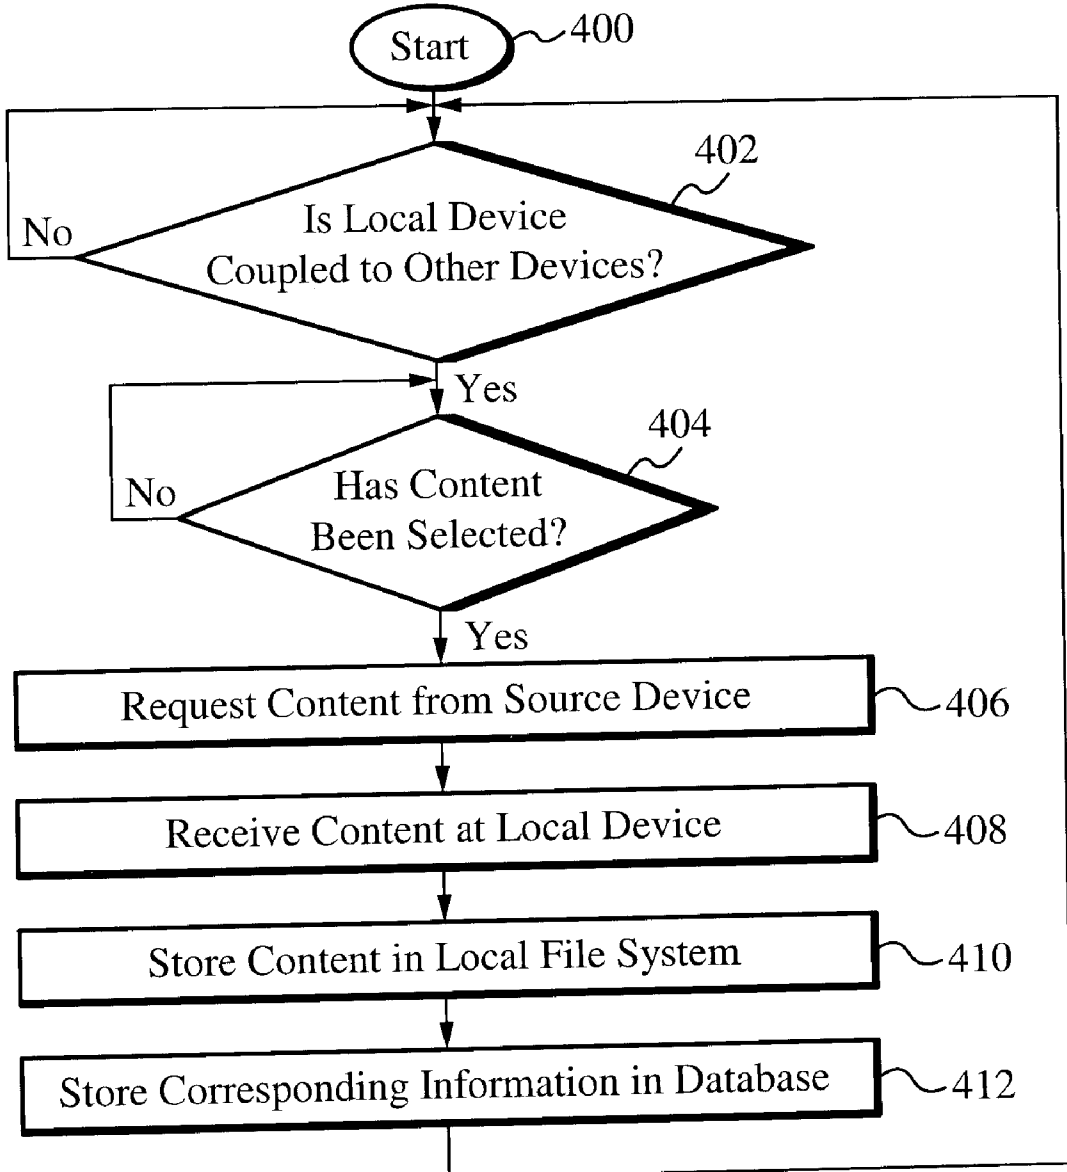 Start
400
402
Is Local Device
Coupled to Other Devices?
No
Yes
404
Has Content
Been Selected?
No
Yes
Request Content from Source Device
406
Receive Content at Local Device
408
Store Content in Local File System
410
Store Corresponding Information in Database
412